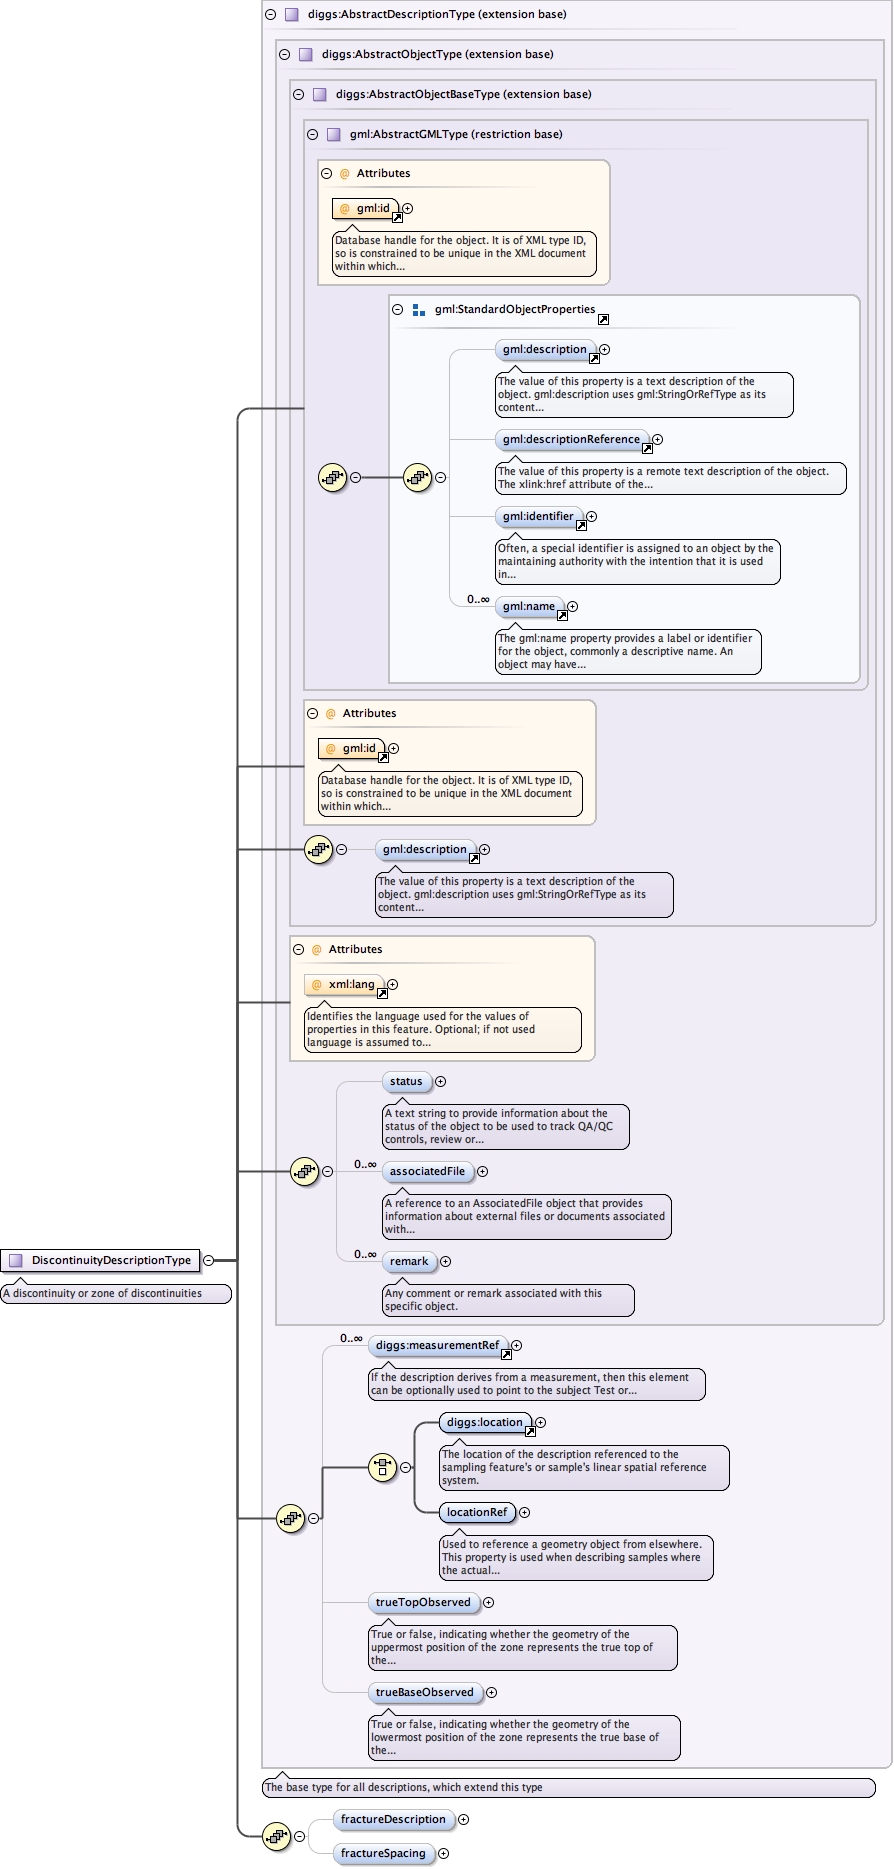 diggs:AbstractDescriptionType (extension base)
diggs:AbstractObjectType (extension base)
diggs:AbstractObjectBaseType (extension base)
gml:AbstractGMLType (restriction base)
@ Attributes
@ gml:id
Database handle for the object. It is of XML type ID,
so is constrained to be unique in the XML document
within which...
gml:StandardObjectProperties
gml:description
The value of this property is a text description of the
object. gml:description uses gml:StringOrRefType as its
content...
gml:descriptionReference
The value of this property is a remote text description of the object.
The xlink:href attribute of the...
gml:identifier
Often, a special identifier is assigned to an object by the
maintaining authority with the intention that it is used
in...
0..∞
gml:name
The gml:name property provides a label or identifier
for the object, commonly a descriptive name. An
object may have...
@ Attributes
@ gml:id
Database handle for the object. It is of XML type ID,
so is constrained to be unique in the XML document
within which...
gml:description
The value of this property is a text description of the
object. gml:description uses gml:StringOrRefType as its
content...
@ Attributes
@ xml:lang
Identifies the language used for the values of
properties in this feature. Optional; if not used
language is assumed to...
status
A text string to provide information about the
status of the object to be used to track QA/QC
controls, review or...
0..∞
associatedFile
A reference to an AssociatedFile object that provides
information about external files or documents associated
with...
0..∞
remark
Any comment or remark associated with this
specific object.
DiscontinuityDescriptionType
A discontinuity or zone of discontinuities
0..∞
diggs:measurementRef
If the description derives from a measurement, then this element
can be optionally used to point to the subject Test or...
diggs:location
The location of the description referenced to the
sampling feature's or sample's linear spatial reference
system.
locationRef
Used to reference a geometry object from elsewhere.
This property is used when describing samples where
the actual...
trueTopObserved
True or false, indicating whether the geometry of the
uppermost position of the zone represents the true top of
the...
trueBaseObserved
True or false, indicating whether the geometry of the
lowermost position of the zone represents the true base of
the...
The base type for all descriptions, which extend this type
fractureDescription
fractureSpacing